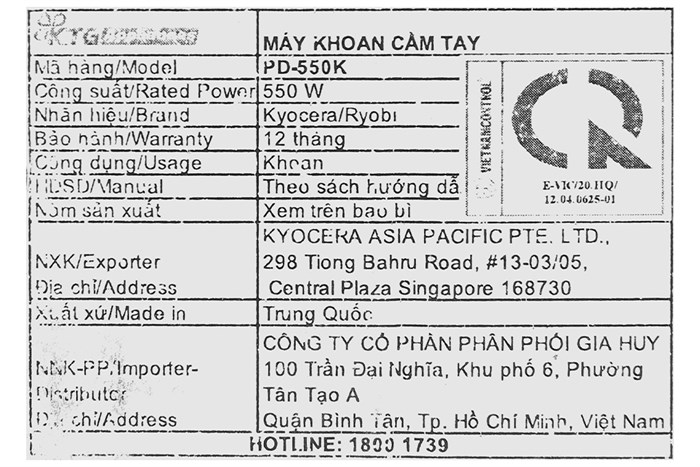 KTG
MÁY KHOAN CẦM TAY
Mã hàng/Model PD-550K
Công suất/Rated Power 550 W
Nhãn hiệu/Brand Kyocera/Ryobi
Bảo hành/Warranty 12 tháng
Công dụng/Usage Khoan
HDSD/Manual Theo sách hướng dẫ
Năm sản xuất Xem trên bao bì
VIETNAMCONTROL
CR
E-VIC/20.HQ/
12.04.0625-01
KYOCERA ASIA PACIFIC PTE. LTD.,
NXK/Exporter 298 Tiong Bahru Road, #13-03/05,
Địa chỉ/Address Central Plaza Singapore 168730
Xuất xứ/Made in Trung Quốc
CÔNG TY CỔ PHẦN PHÂN PHỐI GIA HUY
NNK-PP/Importer- 100 Trần Đại Nghĩa, Khu phố 6, Phường
Distributor Tân Tạo A
Địa chỉ/Address Quận Bình Tân, Tp. Hồ Chí Minh, Việt Nam
HOTLINE: 1800 1739